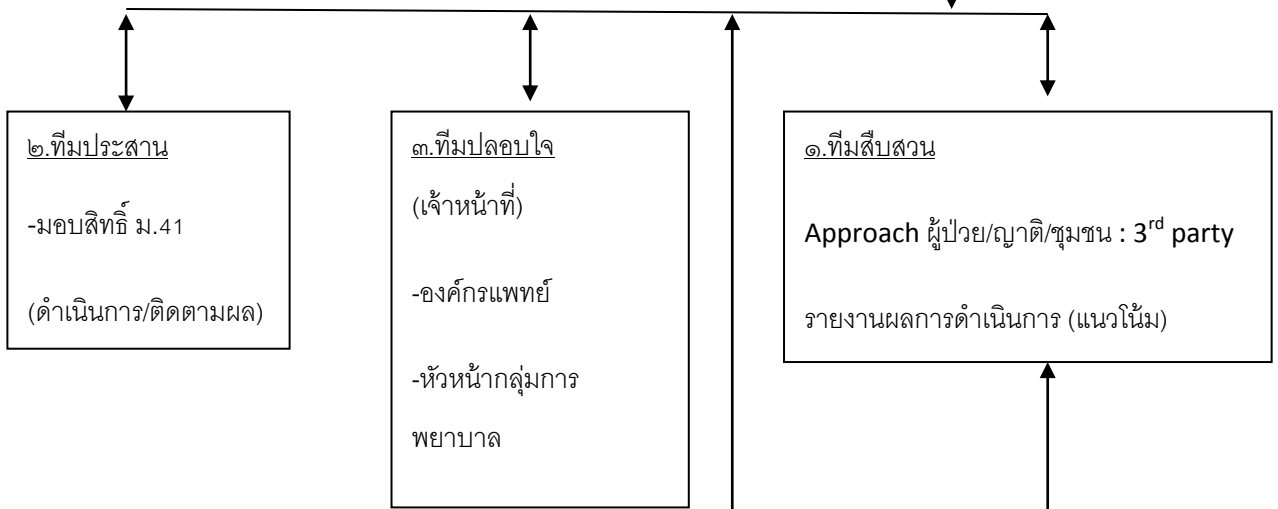 ๒.ทีมประสาน
-มอบสิทธิ์ ม.41
(ดำเนินการ/ติดตามผล)
๓.ทีมปลอบใจ
(เจ้าหน้าที่)
-องค์กรแพทย์
-หัวหน้ากลุ่มการ
พยาบาล
๑.ทีมสืบสวน
Approach ผู้ป่วย/ญาติ/ชุมชน : 3rd party
รายงานผลการดำเนินการ (แนวโน้ม)